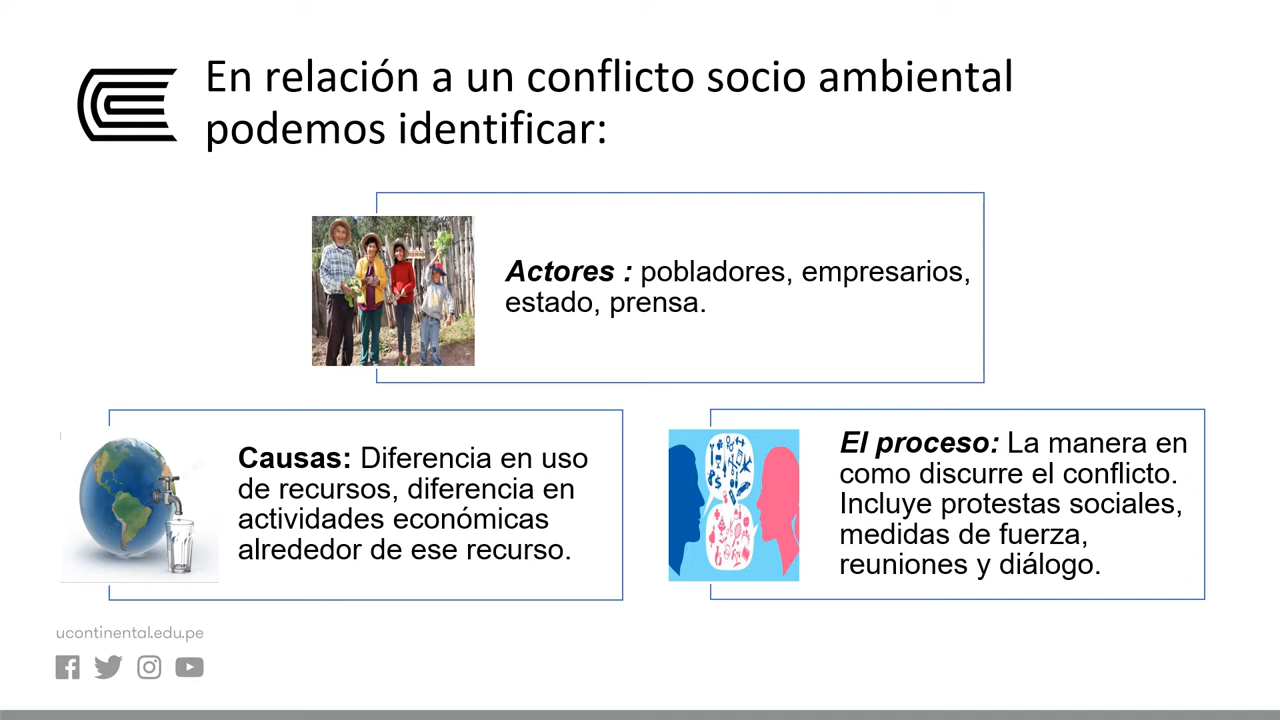 En relación a un conflicto socio ambiental
podemos identificar:
Actores : pobladores, empresarios,
estado, prensa.
Causas: Diferencia en uso
de recursos, diferencia en
actividades económicas
alrededor de ese recurso.
El proceso: La manera en
como discurre el conflicto.
Incluye protestas sociales,
medidas de fuerza,
reuniones y diálogo.
ucontinental.edu.pe